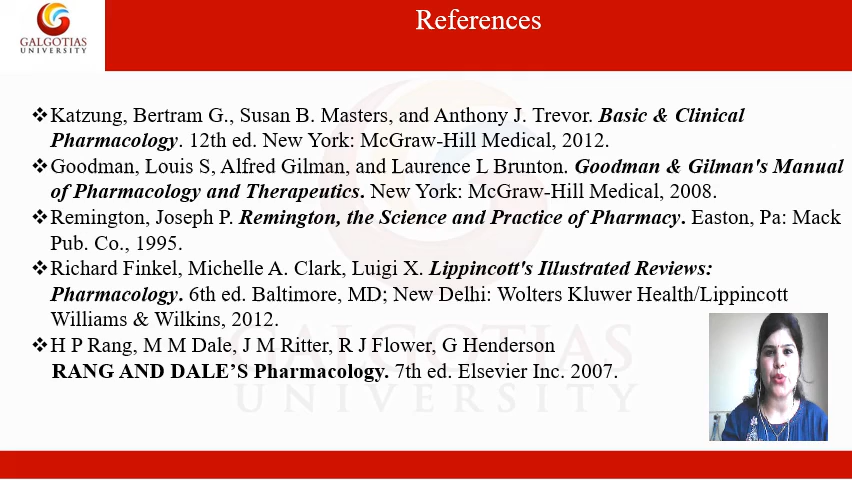 References
GALGOTIAS
UNIVERSITY
❖Katzung, Bertram G., Susan B. Masters, and Anthony J. Trevor. Basic & Clinical
Pharmacology. 12th ed. New York: McGraw-Hill Medical, 2012.
❖Goodman, Louis S, Alfred Gilman, and Laurence L Brunton. Goodman & Gilman's Manual
of Pharmacology and Therapeutics. New York: McGraw-Hill Medical, 2008.
❖Remington, Joseph P. Remington, the Science and Practice of Pharmacy. Easton, Pa: Mack
Pub. Co., 1995.
❖Richard Finkel, Michelle A. Clark, Luigi X. Lippincott's Illustrated Reviews:
Pharmacology. 6th ed. Baltimore, MD; New Delhi: Wolters Kluwer Health/Lippincott
Williams & Wilkins, 2012.
❖H P Rang, M M Dale, J M Ritter, R J Flower, G Henderson
RANG AND DALE’S Pharmacology. 7th ed. Elsevier Inc. 2007.
GALGOTIAS
UNIVERSITY